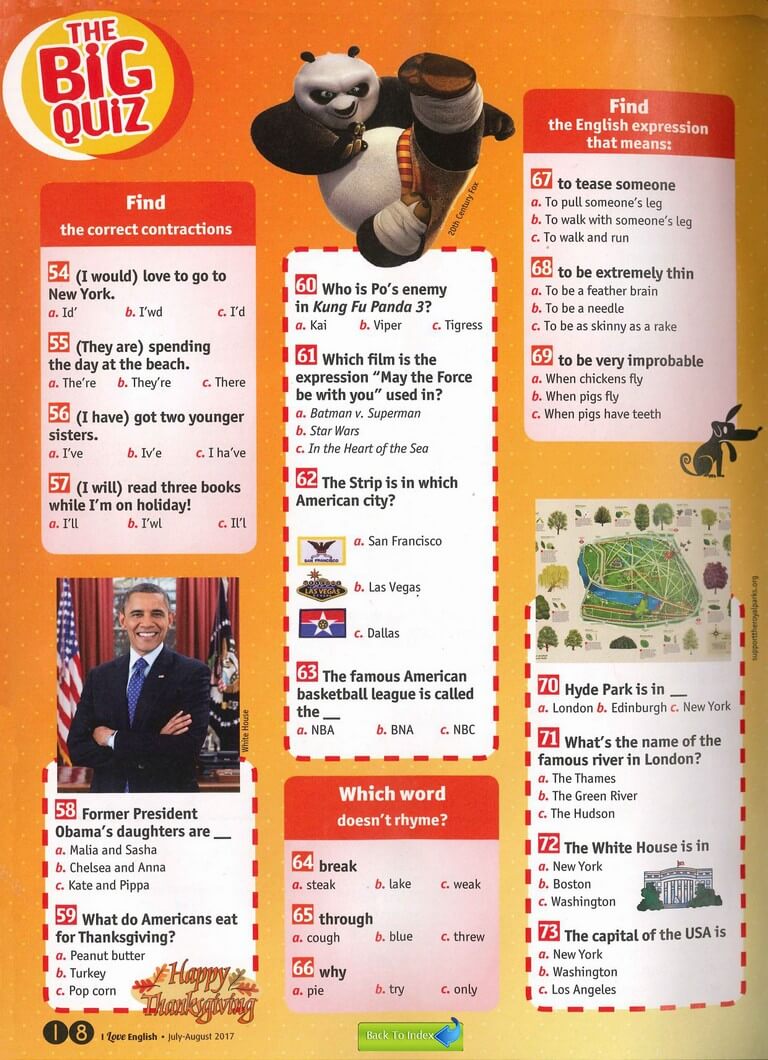 THE
BiG
QUiZ
Find
the correct contractions
54 (I would) love to go to
New York.
a. Id' b. I'wd c. I'd
55 (They are) spending
the day at the beach.
a. The're b. They're c. There
56 (I have) got two younger
sisters.
a. I've b. Iv'e c. I ha've
57 (I will) read three books
while I'm on holiday!
a. I'll b. I'wl c. Il'l
White House
58 Former President
Obama's daughters are __
a. Malia and Sasha
b. Chelsea and Anna
c. Kate and Pippa
59 What do Americans eat
for Thanksgiving?
a. Peanut butter
b. Turkey
c. Pop corn
Happy
Thanksgiving
20th Century Fox
60 Who is Po's enemy
in Kung Fu Panda 3?
a. Kai b. Viper c. Tigress
61 Which film is the
expression "May the Force
be with you" used in?
a. Batman v. Superman
b. Star Wars
c. In the Heart of the Sea
62 The Strip is in which
American city?
SAN FRANCISCO
a. San Francisco
LAS VEGAS
b. Las Vegas
c. Dallas
63 The famous American
basketball league is called
the __
a. NBA b. BNA c. NBC
Which word
doesn't rhyme?
64 break
a. steak b. lake c. weak
65 through
a. cough b. blue c. threw
66 why
a. pie b. try c. only
Find
the English expression
that means:
67 to tease someone
a. To pull someone's leg
b. To walk with someone's leg
c. To walk and run
68 to be extremely thin
a. To be a feather brain
b. To be a needle
c. To be as skinny as a rake
69 to be very improbable
a. When chickens fly
b. When pigs fly
c. When pigs have teeth
supporttheroyalparks.org
70 Hyde Park is in __
a. London b. Edinburgh c. New York
71 What's the name of the
famous river in London?
a. The Thames
b. The Green River
c. The Hudson
72 The White House is in
a. New York
b. Boston
c. Washington
73 The capital of the USA is
a. New York
b. Washington
c. Los Angeles
18 I Love English • July-August 2017
Back To Index